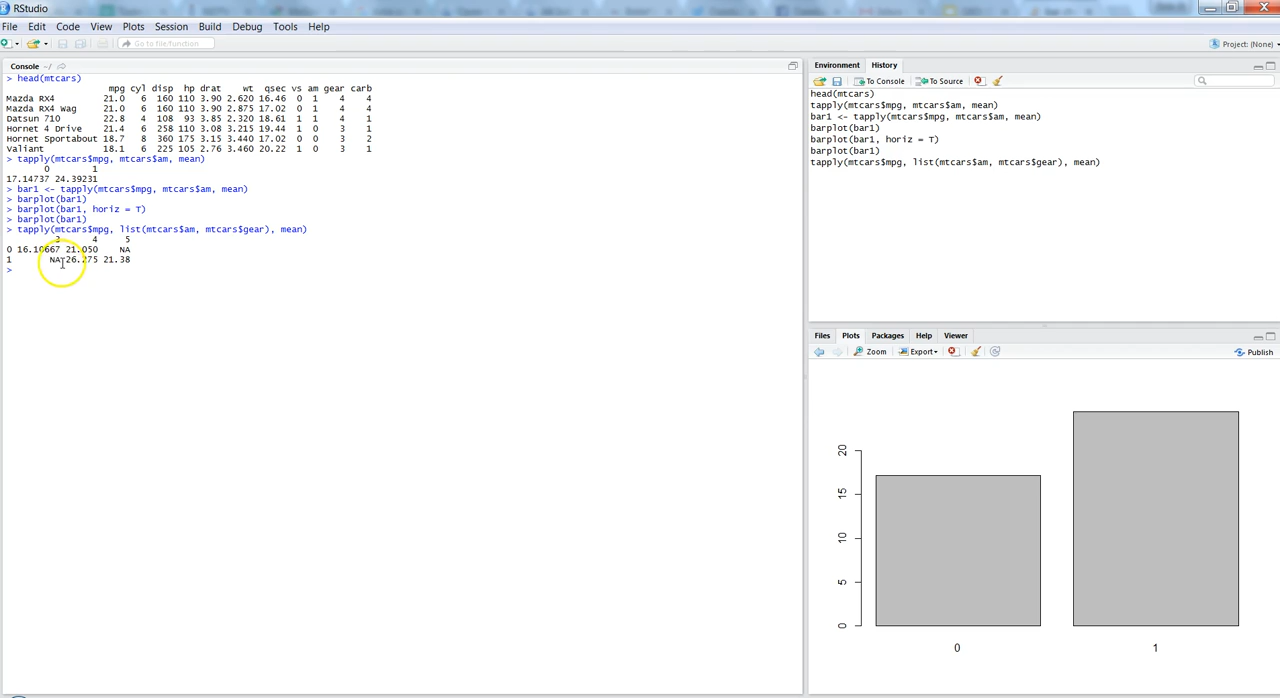 RStudio
File Edit Code View Plots Session Build Debug Tools Help
Go to file/function
Project: (None)
Console ~/
> head(mtcars)
mpg cyl disp hp drat wt qsec vs am gear carb
Mazda RX4 21.0 6 160 110 3.90 2.620 16.46 0 1 4 4
Mazda RX4 Wag 21.0 6 160 110 3.90 2.875 17.02 0 1 4 4
Datsun 710 22.8 4 108 93 3.85 2.320 18.61 1 1 4 1
Hornet 4 Drive 21.4 6 258 110 3.08 3.215 19.44 1 0 3 1
Hornet Sportabout 18.7 8 360 175 3.15 3.440 17.02 0 0 3 2
Valiant 18.1 6 225 105 2.76 3.460 20.22 1 0 3 1
> tapply(mtcars$mpg, mtcars$am, mean)
0 1
17.14737 24.39231
> bar1 <- tapply(mtcars$mpg, mtcars$am, mean)
> barplot(bar1)
> barplot(bar1, horiz = T)
> barplot(bar1)
> tapply(mtcars$mpg, list(mtcars$am, mtcars$gear), mean)
3 4 5
0 16.10667 21.050 NA
1 NA 26.275 21.38
>
Environment History
To Console To Source
head(mtcars)
tapply(mtcars$mpg, mtcars$am, mean)
bar1 <- tapply(mtcars$mpg, mtcars$am, mean)
barplot(bar1)
barplot(bar1, horiz = T)
barplot(bar1)
tapply(mtcars$mpg, list(mtcars$am, mtcars$gear), mean)
Files Plots Packages Help Viewer
Zoom Export Publish
20
15
10
5
0
0 1